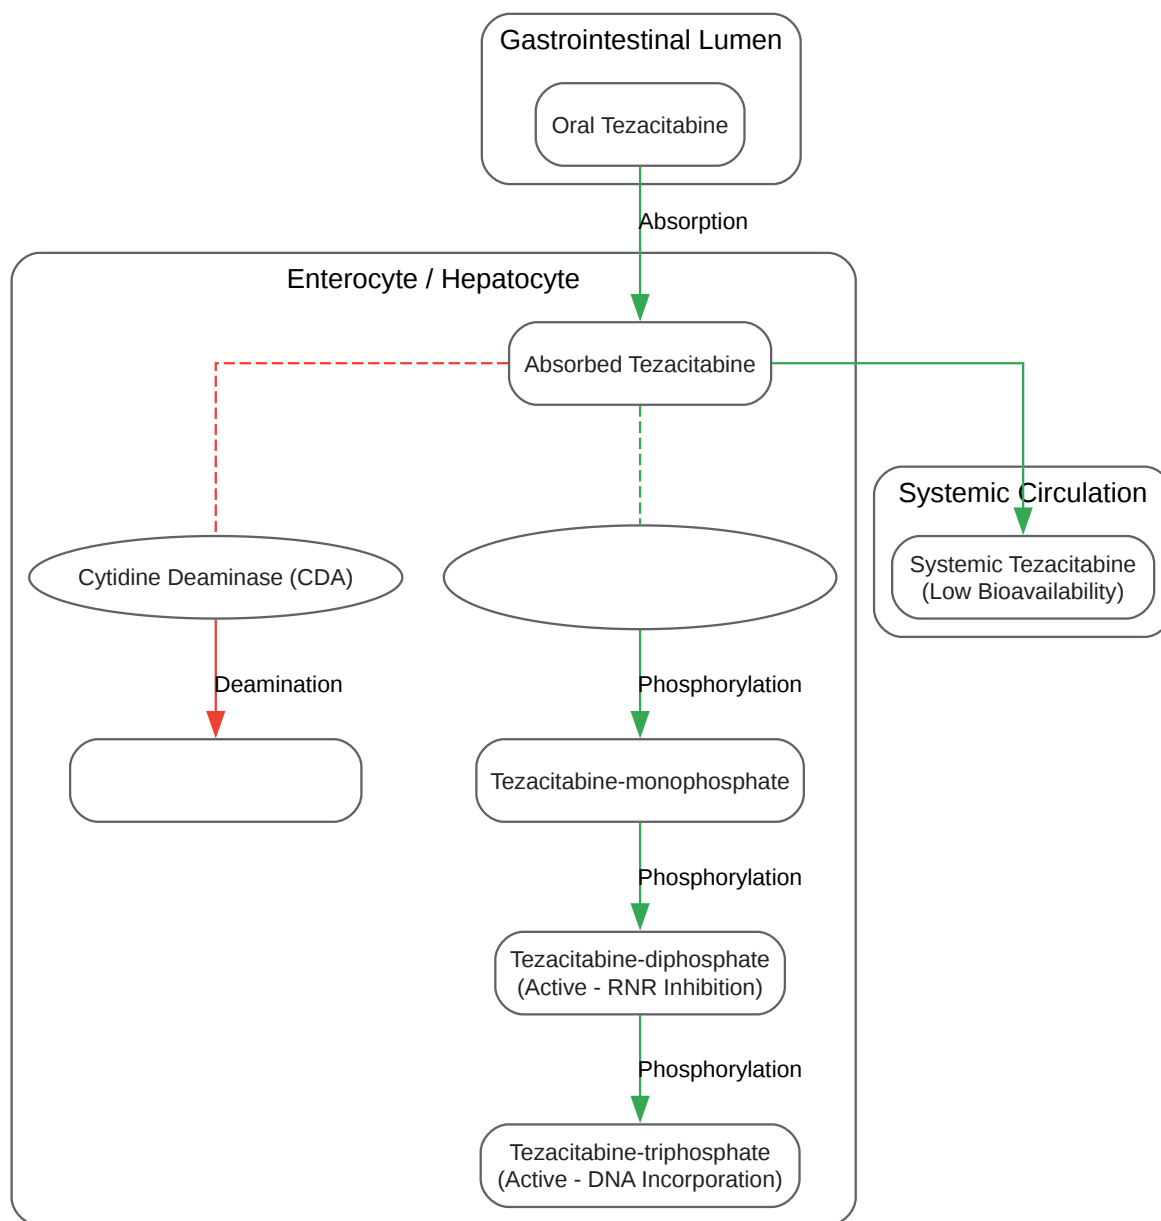 Gastrointestinal Lumen
Oral Tezacitabine
Absorption
Enterocyte / Hepatocyte
Absorbed Tezacitabine
Systemic Circulation
Systemic Tezacitabine
(Low Bioavailability)
Cytidine Deaminase (CDA)
Deamination
Phosphorylation
Tezacitabine-monophosphate
Phosphorylation
Tezacitabine-diphosphate
(Active - RNR Inhibition)
Phosphorylation
Tezacitabine-triphosphate
(Active - DNA Incorporation)